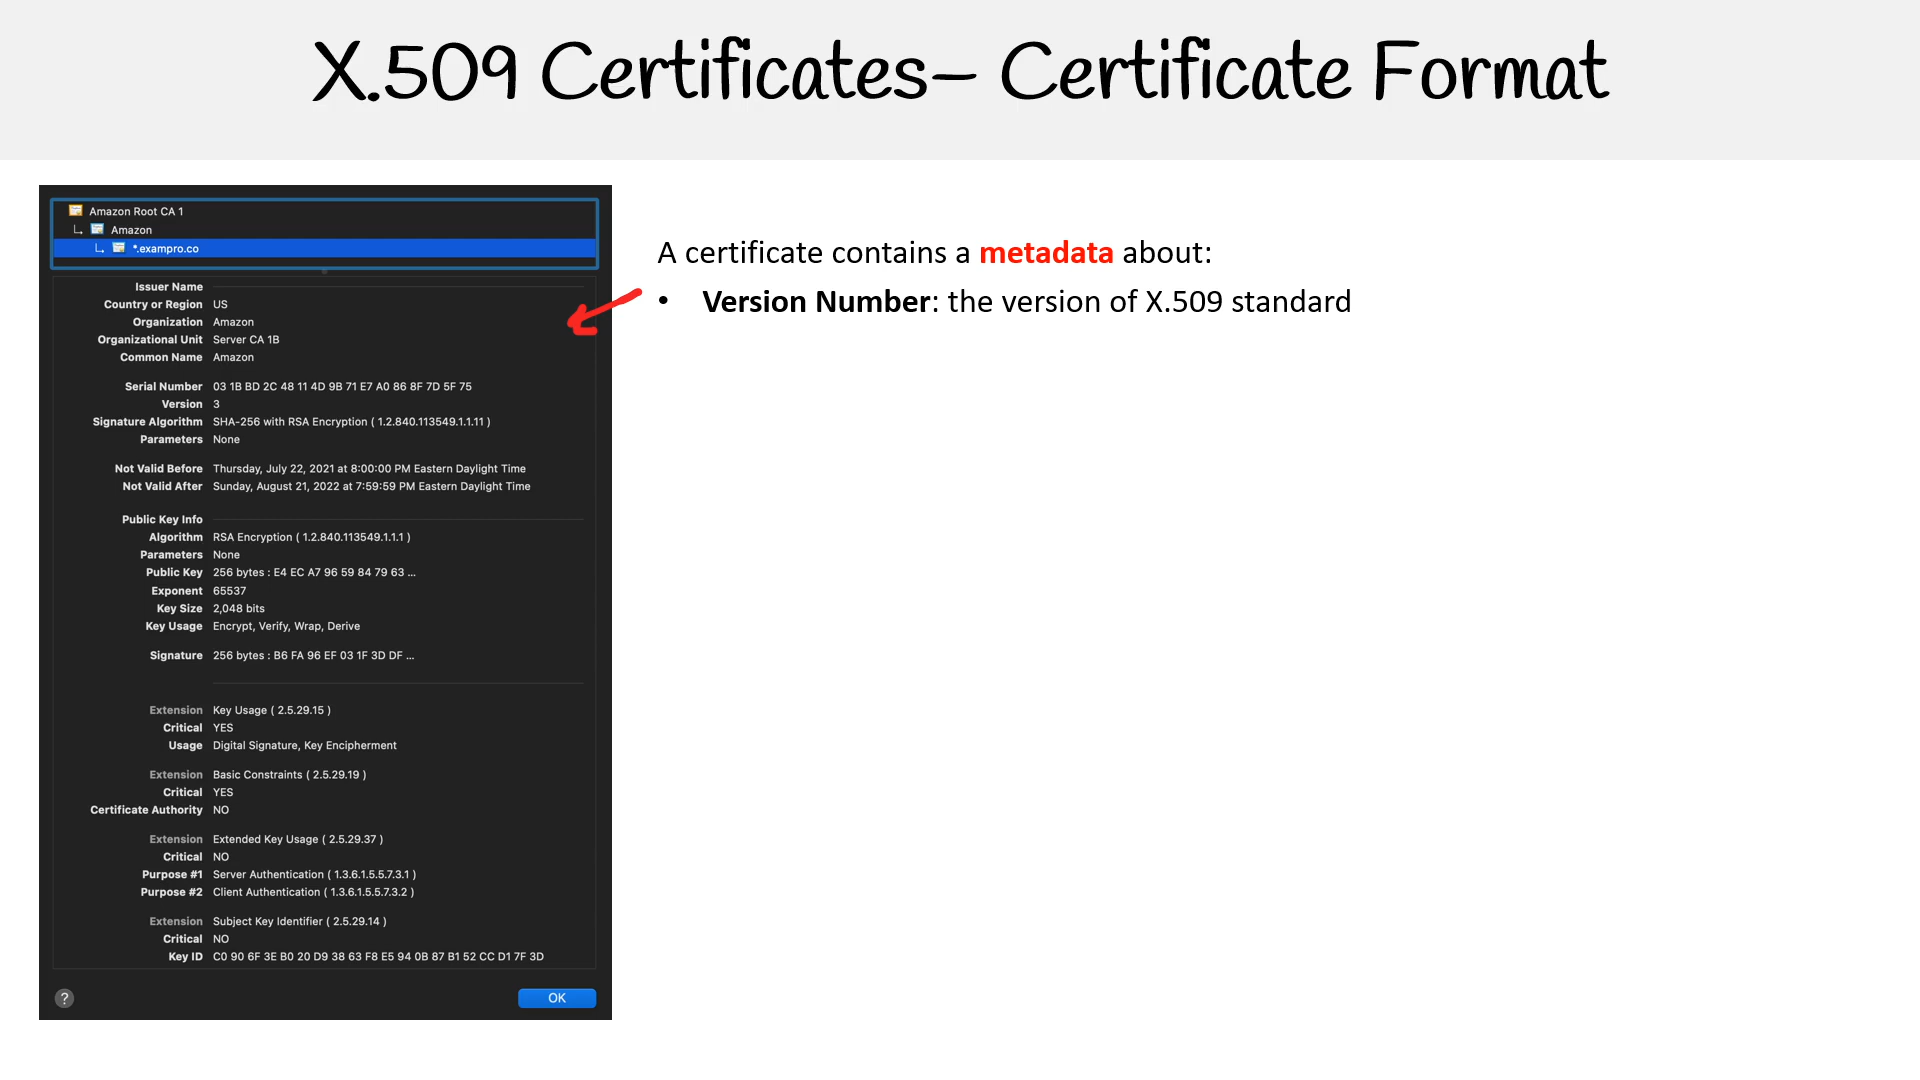 X.509 Certificates– Certificate Format
Amazon Root CA 1
Amazon
*.exampro.co
Issuer Name
Country or Region US
Organization Amazon
Organizational Unit Server CA 1B
Common Name Amazon
Serial Number 03 1B BD 2C 48 11 4D 9B 71 E7 A0 86 8F 7D 5F 75
Version 3
Signature Algorithm SHA-256 with RSA Encryption ( 1.2.840.113549.1.1.11 )
Parameters None
Not Valid Before Thursday, July 22, 2021 at 8:00:00 PM Eastern Daylight Time
Not Valid After Sunday, August 21, 2022 at 7:59:59 PM Eastern Daylight Time
Public Key Info
Algorithm RSA Encryption ( 1.2.840.113549.1.1.1 )
Parameters None
Public Key 256 bytes : E4 EC A7 96 59 84 79 63 ...
Exponent 65537
Key Size 2,048 bits
Key Usage Encrypt, Verify, Wrap, Derive
Signature 256 bytes : B6 FA 96 EF 03 1F 3D DF ...
Extension Key Usage ( 2.5.29.15 )
Critical YES
Usage Digital Signature, Key Encipherment
Extension Basic Constraints ( 2.5.29.19 )
Critical YES
Certificate Authority NO
Extension Extended Key Usage ( 2.5.29.37 )
Critical NO
Purpose #1 Server Authentication ( 1.3.6.1.5.5.7.3.1 )
Purpose #2 Client Authentication ( 1.3.6.1.5.5.7.3.2 )
Extension Subject Key Identifier ( 2.5.29.14 )
Critical NO
Key ID C0 90 6F 3E B0 20 D9 38 63 F8 E5 94 0B 87 B1 52 CC D1 7F 3D
?
OK
A certificate contains a metadata about:
• Version Number: the version of X.509 standard